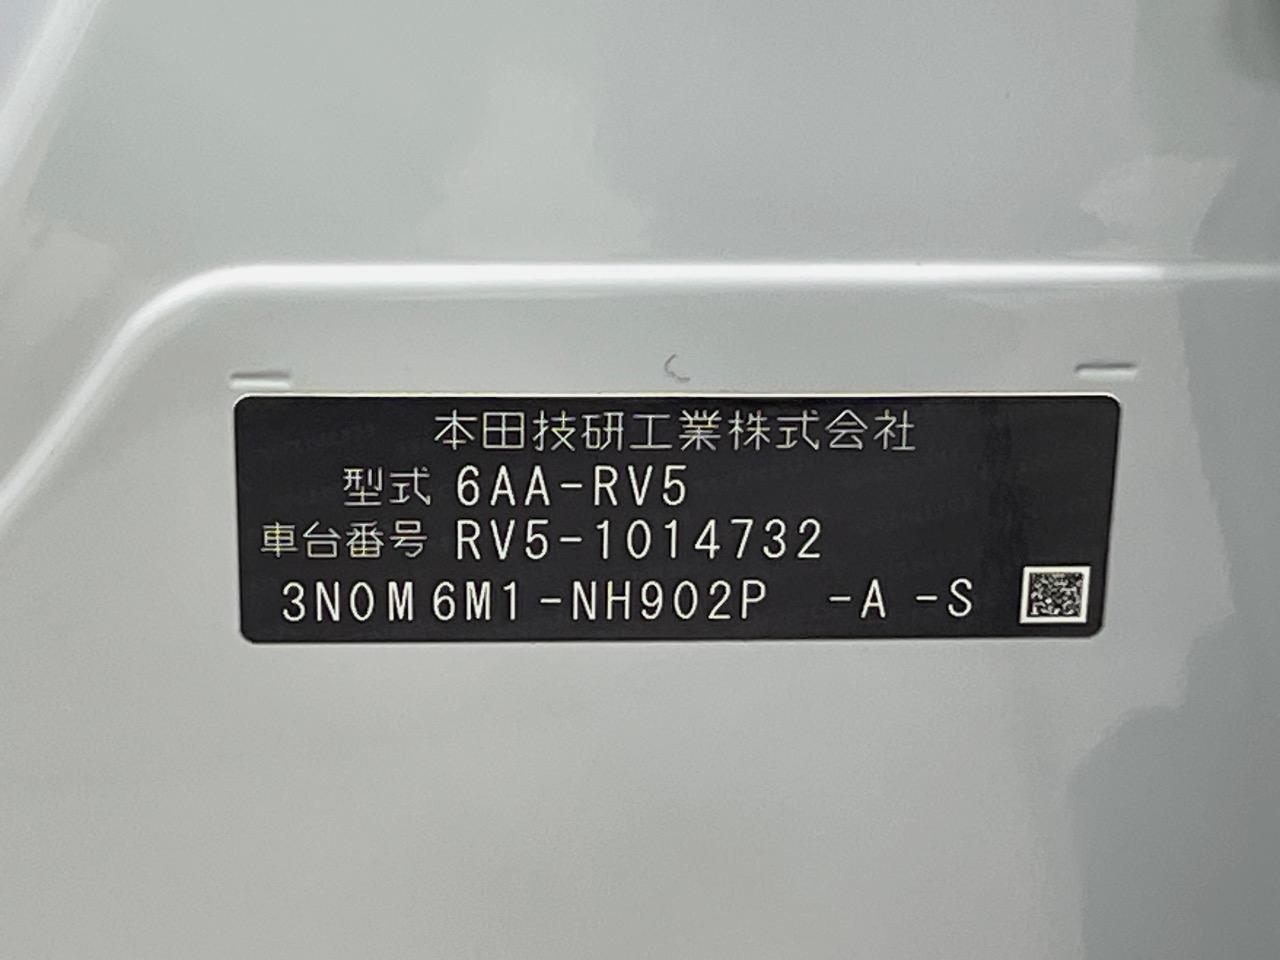 本田技研工業株式会社
型式 6AA-RV5
車台番号 RV5-1014732
3N0M6M1-NH902P -A -S